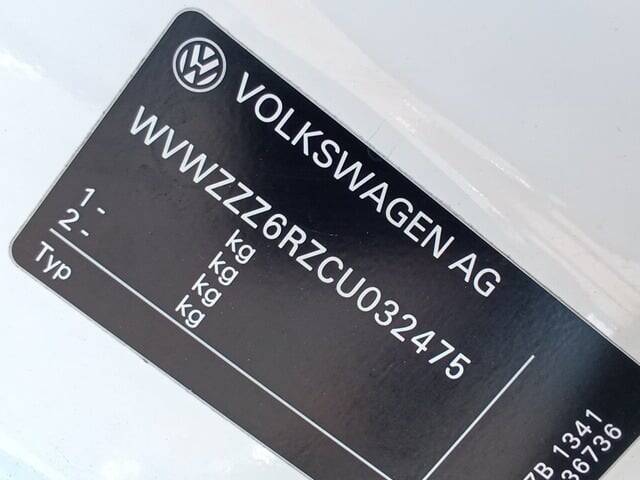 VOLKSWAGEN AG
WVWZZZ6RZCU032475
kg
kg
1- kg
2- kg
Typ
1341
36736